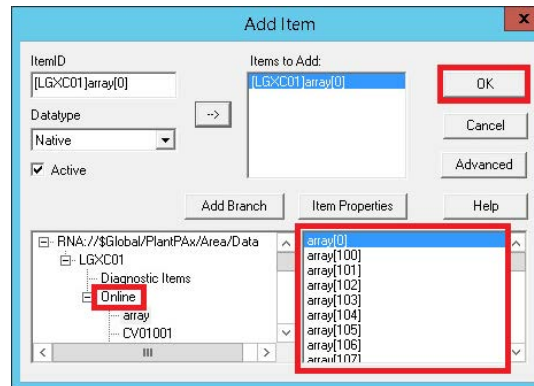 Add Item
x
ItemID
[LGXC01]array[0]
Items to Add:
[LGXC01]array[0]
OK
Datatype
-->
Native
Cancel
Active
Advanced
Add Branch
Item Properties
Help
RNA://$Global/PlantPAx/Area/Data
LGXC01
Diagnostic Items
Online
array
CV01001
array[0]
array[100]
array[101]
array[102]
array[103]
array[104]
array[105]
array[106]
array[107]